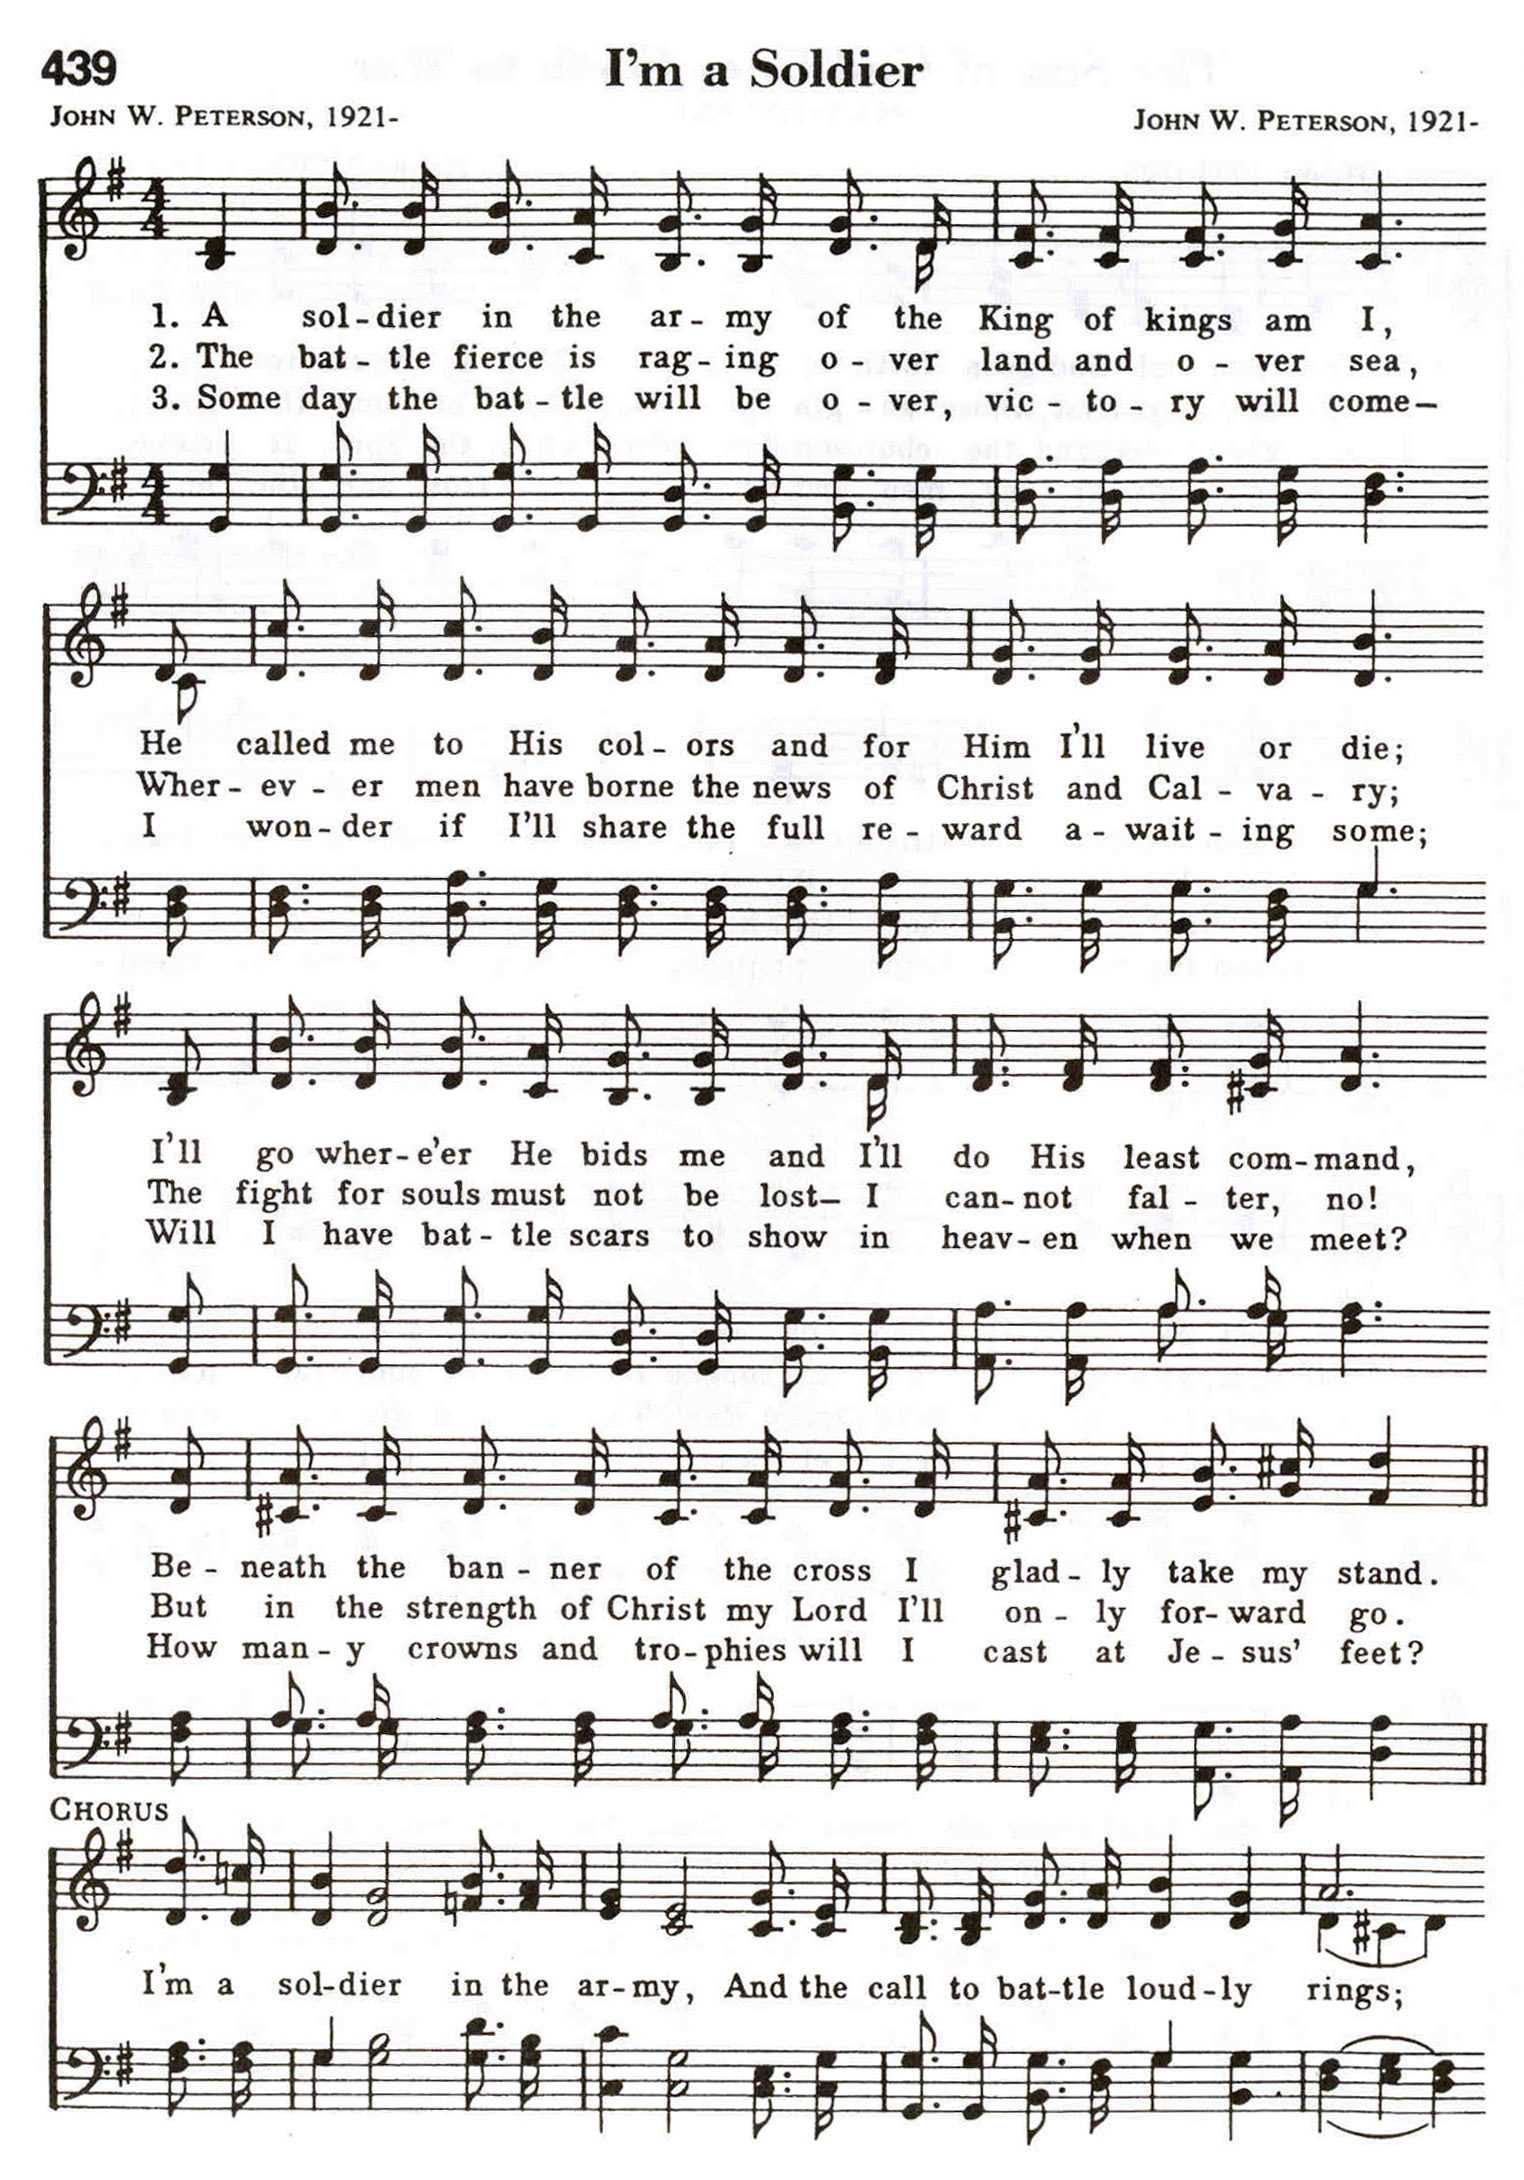 439 I'm a Soldier
JOHN W. PETERSON, 1921- JOHN W. PETERSON, 1921-
1. A sol-dier in the ar-my of the King of kings am I,
2. The bat-tle fierce is rag-ing o-ver land and o-ver sea,
3. Some day the bat-tle will be o-ver, vic-to-ry will come—
He called me to His col-ors and for Him I'll live or die;
Wher-ev-er men have borne the news of Christ and Cal-va-ry;
I won-der if I'll share the full re-ward a-wait-ing some;
I'll go wher-e'er He bids me and I'll do His least com-mand,
The fight for souls must not be lost— I can-not fal-ter, no!
Will I have bat-tle scars to show in heav-en when we meet?
Be-neath the ban-ner of the cross I glad-ly take my stand.
But in the strength of Christ my Lord I'll on-ly for-ward go.
How man-y crowns and tro-phies will I cast at Je-sus' feet?
CHORUS
I'm a sol-dier in the ar-my, And the call to bat-tle loud-ly rings;